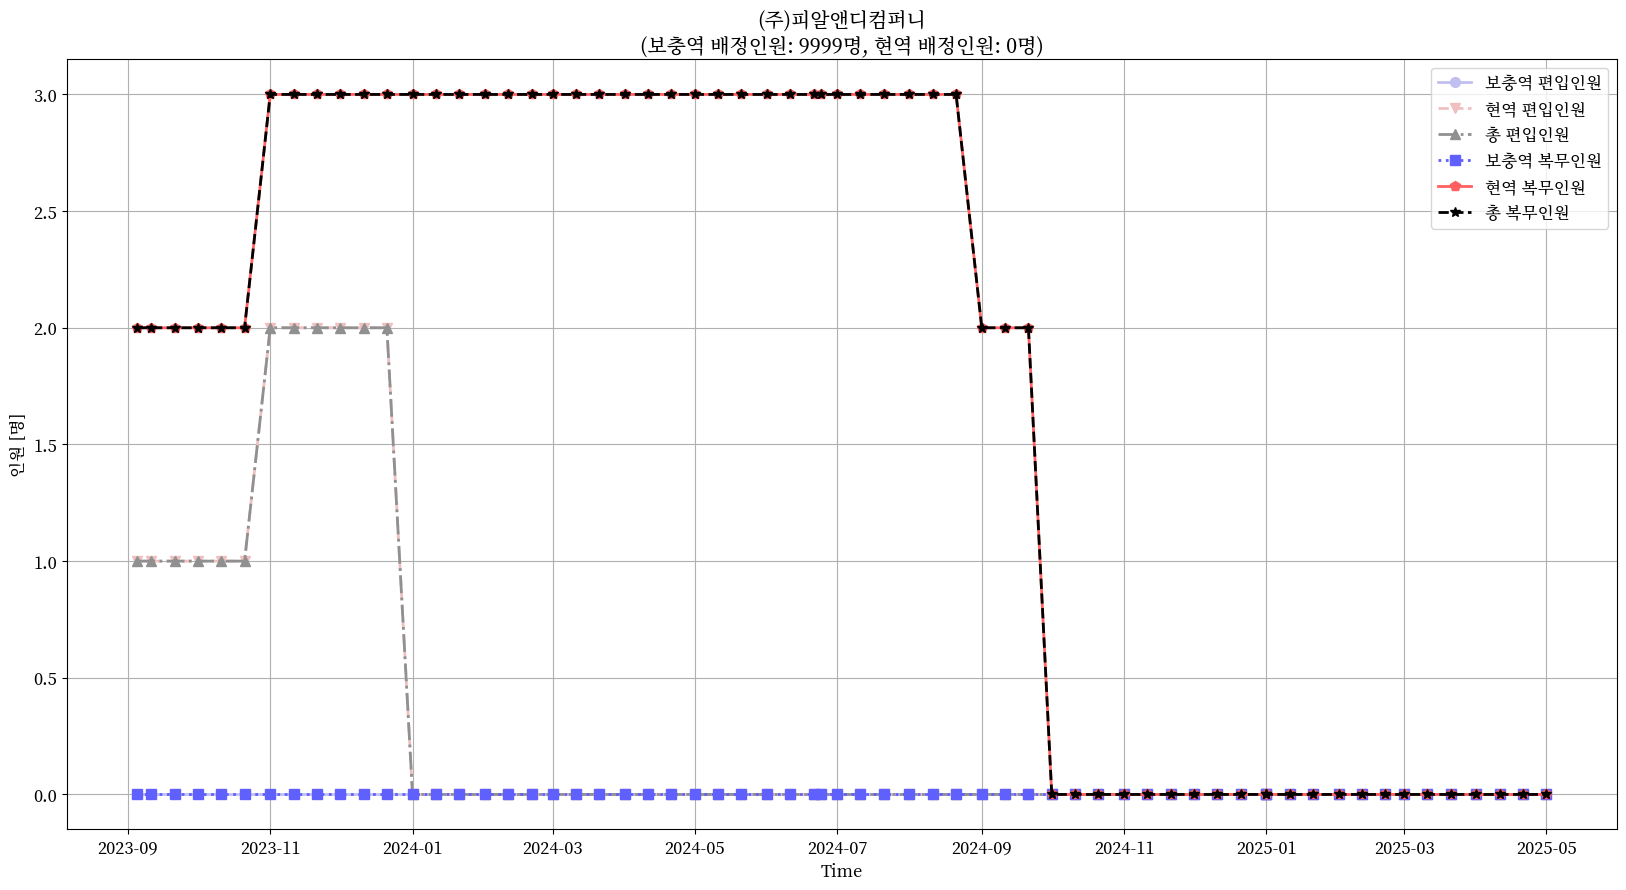 (주)피알앤디컴퍼니
(보충역 배정인원: 9999명, 현역 배정인원: 0명)
3.0
2.5
2.0
1.5
1.0
0.5
0.0
인원 [명]
보충역 편입인원
현역 편입인원
총 편입인원
보충역 복무인원
현역 복무인원
총 복무인원
2023-09
2023-11
2024-01
2024-03
2024-05
2024-07
2024-09
2024-11
2025-01
2025-03
2025-05
Time